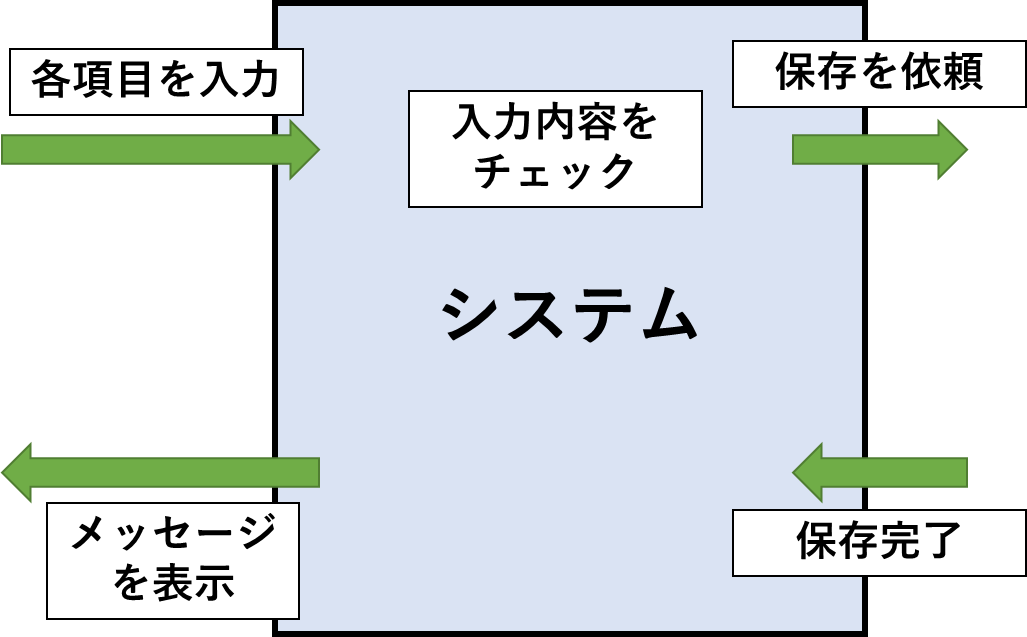 各項目を入力
入力内容を
チェック
保存を依頼
システム
メッセージ
を表示
保存完了